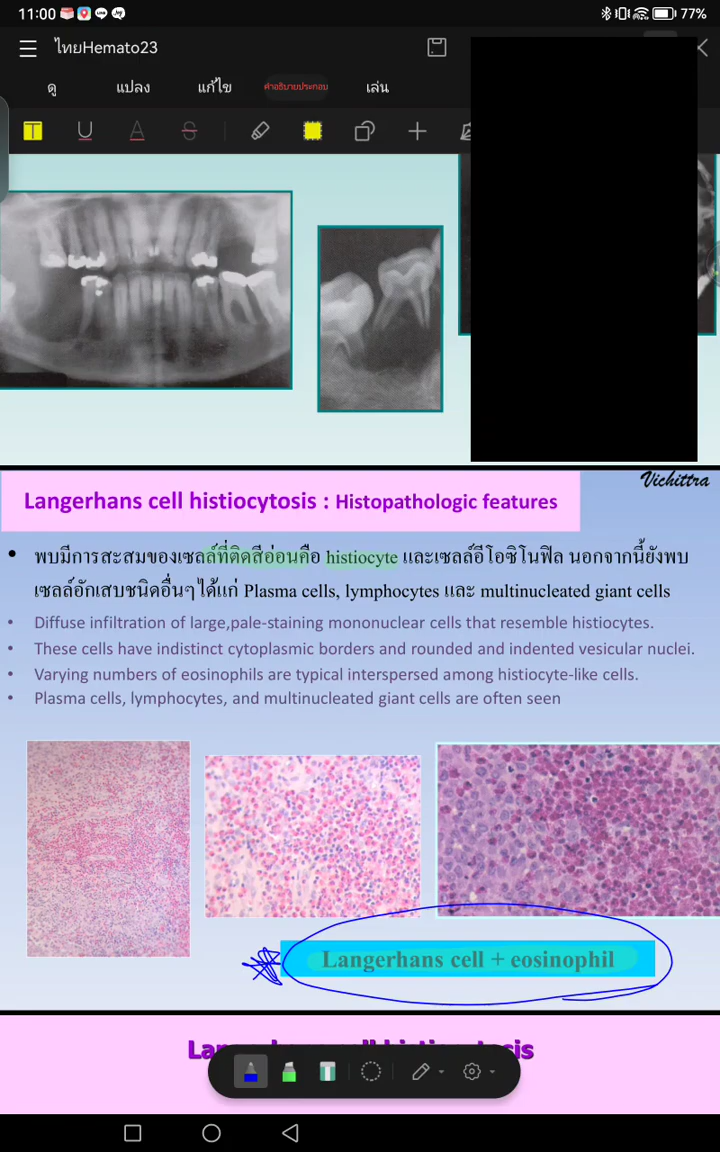 11:00
77%
ไทยHemato23
ดู แปลง แก้ไข คำอธิบายประกอบ เล่น
T U A S
Vichittra
Langerhans cell histiocytosis : Histopathologic features
• พบมีการสะสมของเซลล์ที่ติดสีอ่อนคือ histiocyte และเซลล์อีโอซิโนฟิล นอกจากนี้ยังพบ
เซลล์อักเสบชนิดอื่นๆ ได้แก่ Plasma cells, lymphocytes และ multinucleated giant cells
• Diffuse infiltration of large,pale-staining mononuclear cells that resemble histiocytes.
• These cells have indistinct cytoplasmic borders and rounded and indented vesicular nuclei.
• Varying numbers of eosinophils are typical interspersed among histiocyte-like cells.
• Plasma cells, lymphocytes, and multinucleated giant cells are often seen
Langerhans cell + eosinophil